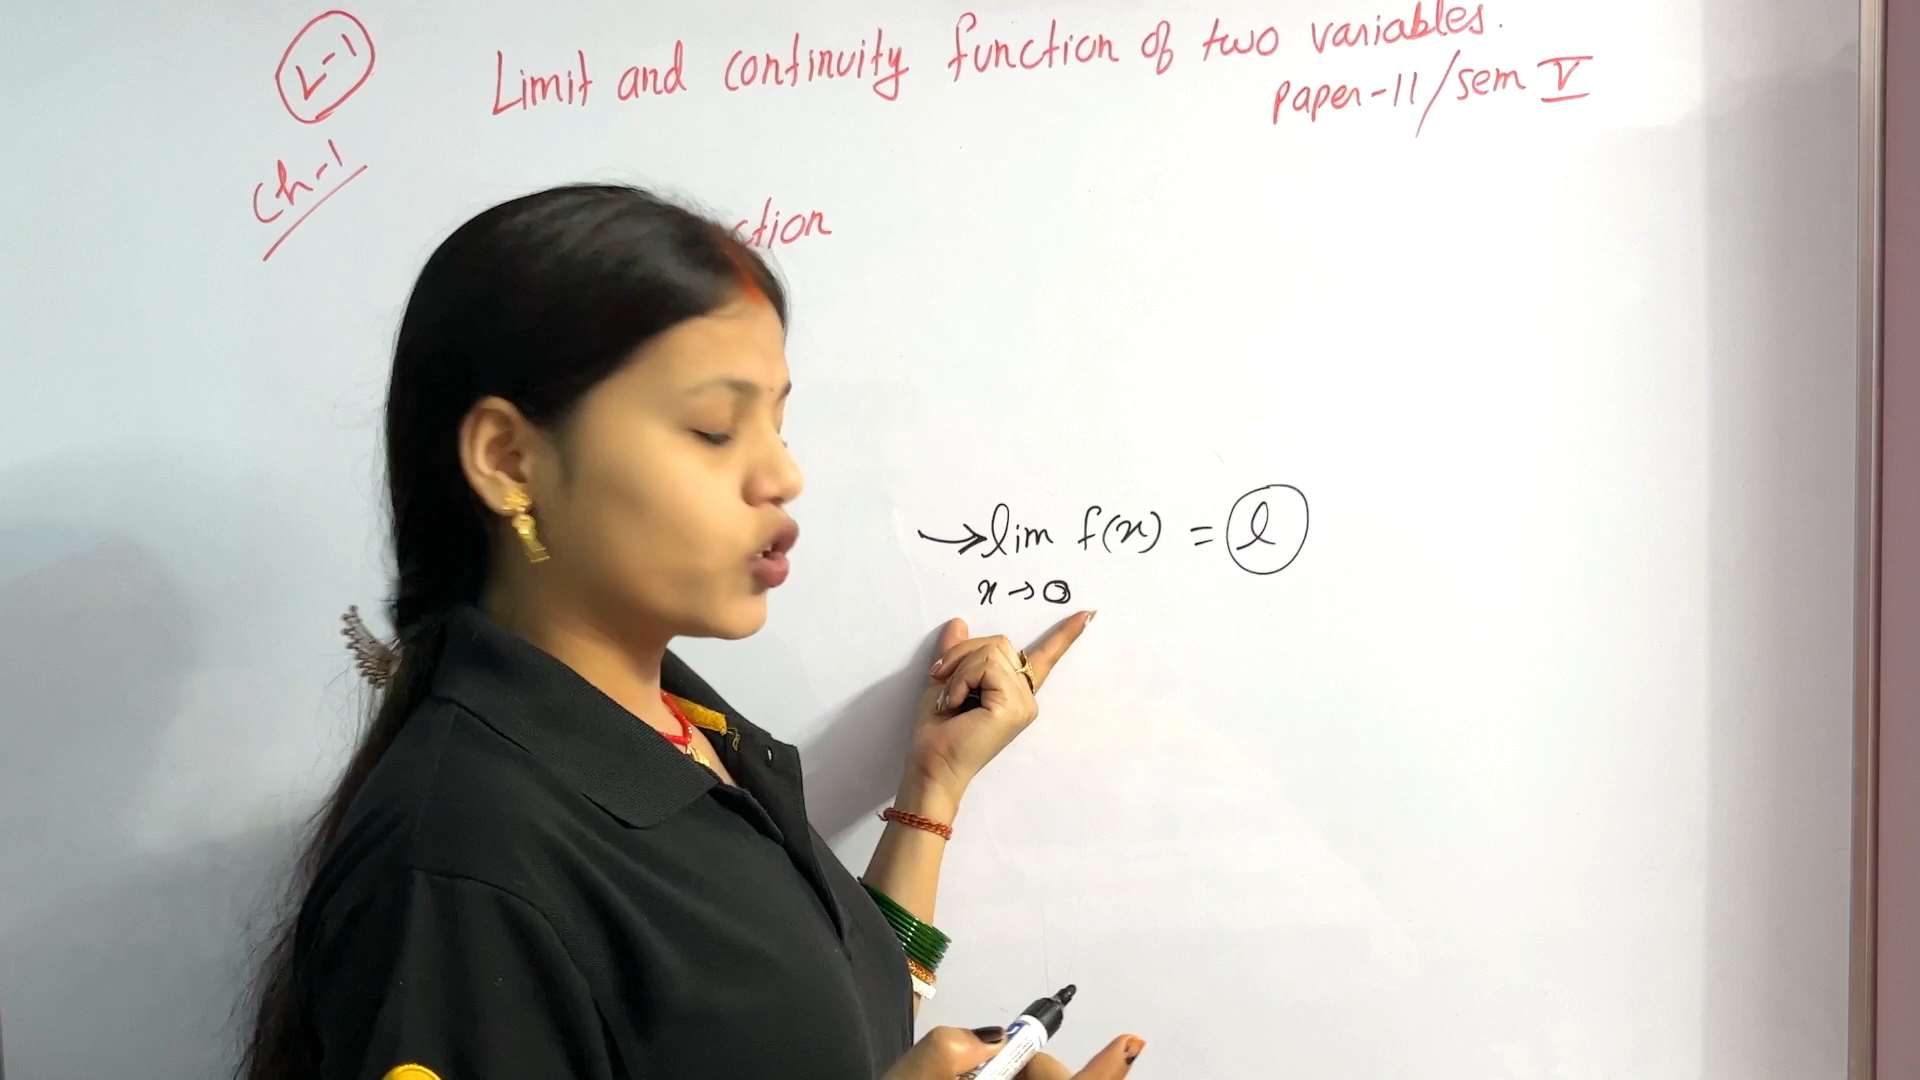 L-1
Limit and continuity function of two variables.
paper-11/sem V
Ch-1
ction
→lim f(x) = l
x→0